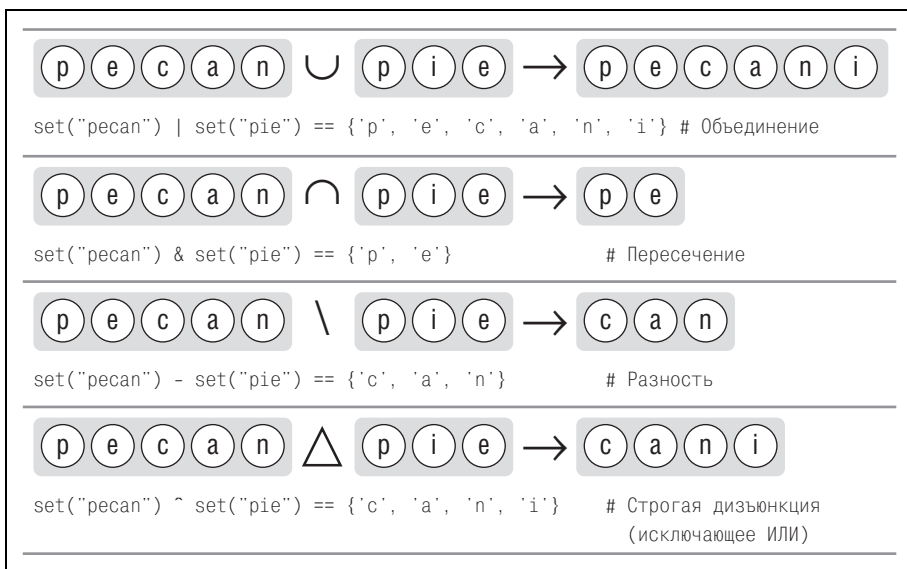 p e c a n ∪ p i e → p e c a n i
set("pecan") | set("pie") == {'p', 'e', 'c', 'a', 'n', 'i'} # Объединение
p e c a n ∩ p i e → p e
set("pecan") & set("pie") == {'p', 'e'} # Пересечение
p e c a n \ p i e → c a n
set("pecan") - set("pie") == {'c', 'a', 'n'} # Разность
p e c a n △ p i e → c a n i
set("pecan") ^ set("pie") == {'c', 'a', 'n', 'i'} # Строгая дизъюнкция
(исключающее ИЛИ)